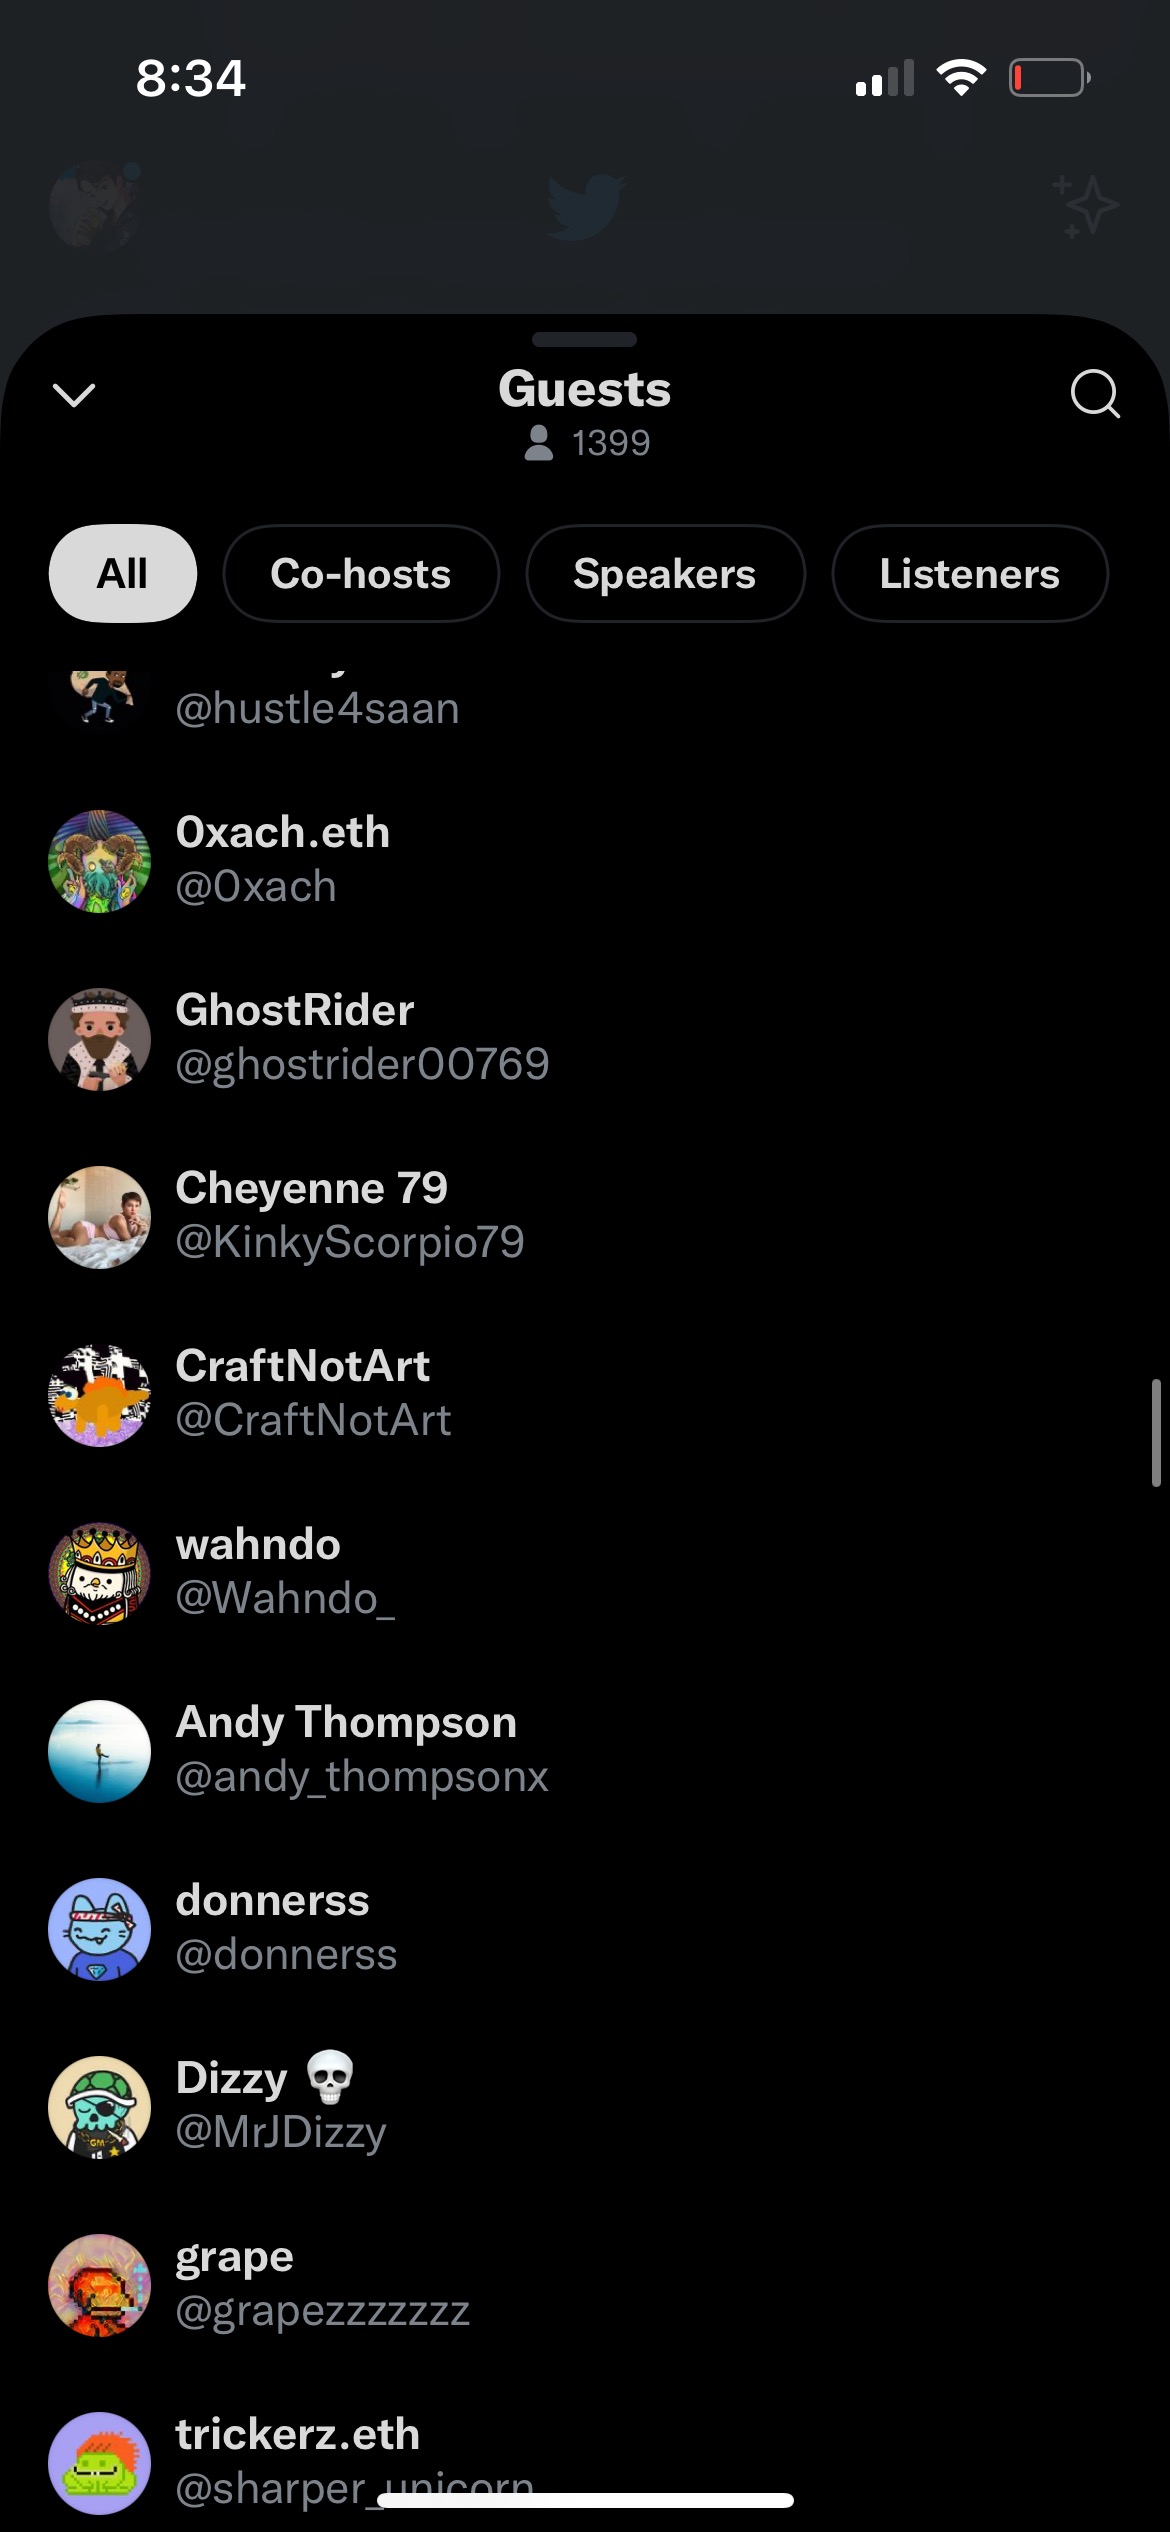 8:34
Guests
1399
All
Co-hosts
Speakers
Listeners
@hustle4saan
0xach.eth
@0xach
GhostRider
@ghostrider00769
Cheyenne 79
@KinkyScorpio79
CraftNotArt
@CraftNotArt
wahndo
@Wahndo_
Andy Thompson
@andy_thompsonx
donnerss
@donnerss
Dizzy 💀
@MrJDizzy
grape
@grapezzzzzzz
trickerz.eth
@sharper_unicorn